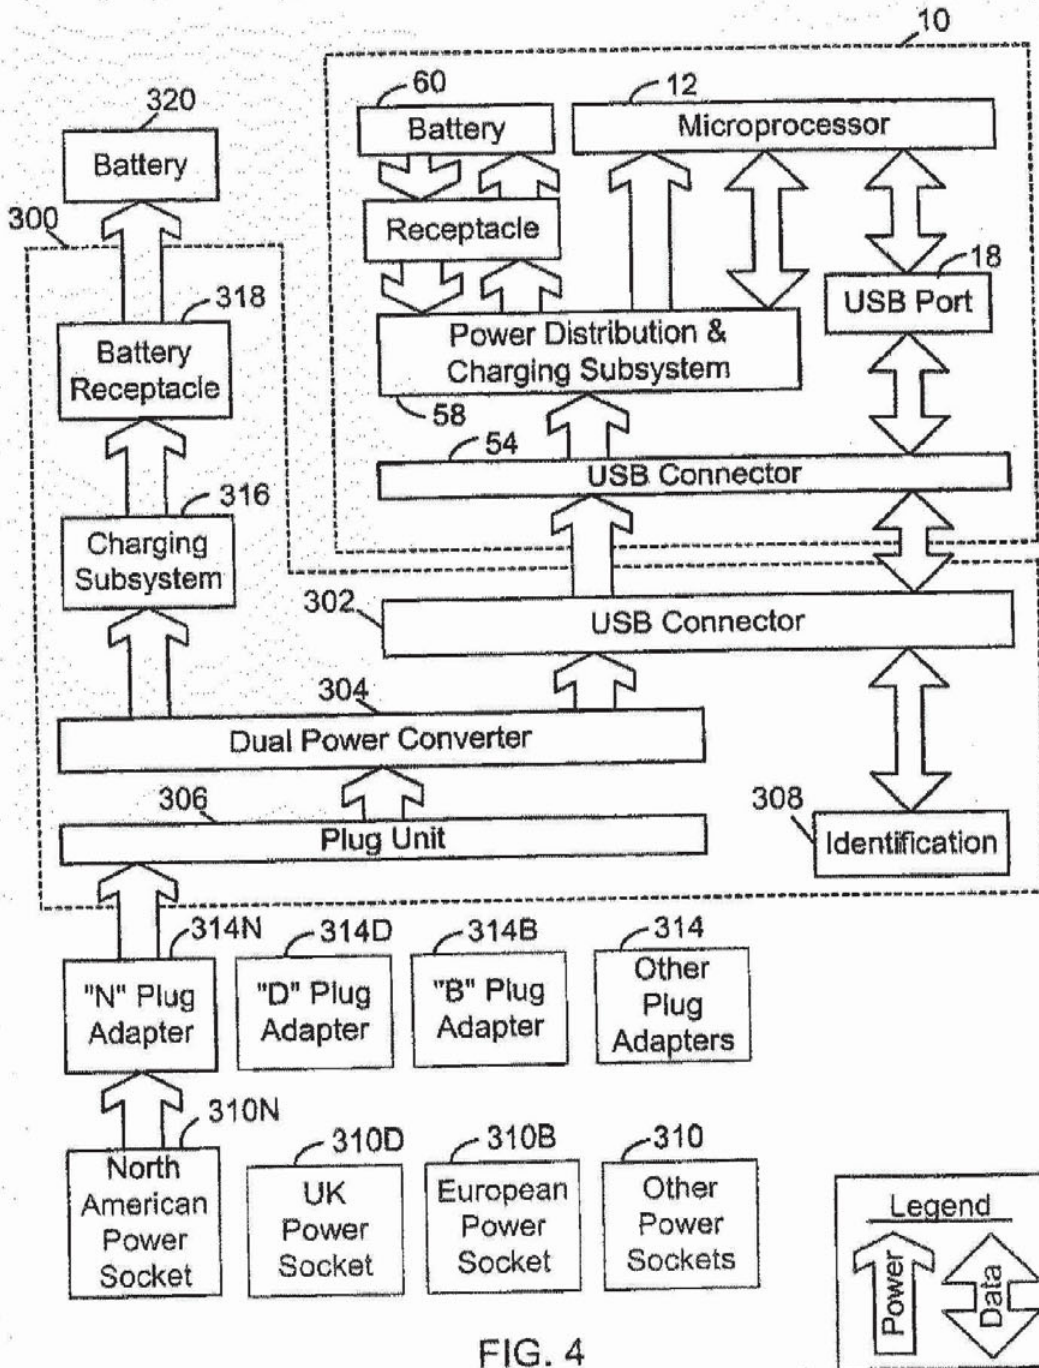 10
60
12
320
Battery
Microprocessor
Battery
300
Receptacle
18
318
USB Port
Power Distribution &
Charging Subsystem
Battery
Receptacle
58
54
316
USB Connector
Charging
Subsystem
302
USB Connector
304
Dual Power Converter
306
308
Plug Unit
Identification
314N
314D
314B
314
"N" Plug
Adapter
"D" Plug
Adapter
"B" Plug
Adapter
Other
Plug
Adapters
310N
310D
310B
310
North
American
Power
Socket
UK
Power
Socket
European
Power
Socket
Other
Power
Sockets
Legend
Power
Data
FIG. 4